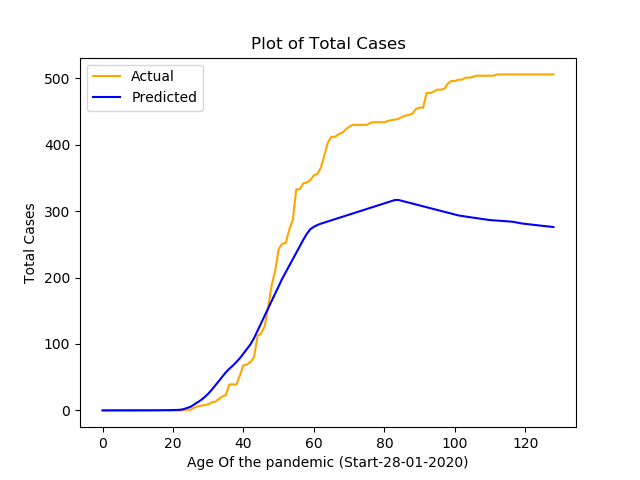 Plot of Total Cases
Actual
Predicted
500
400
300
200
100
0
Total Cases
0 20 40 60 80 100 120
Age Of the pandemic (Start-28-01-2020)